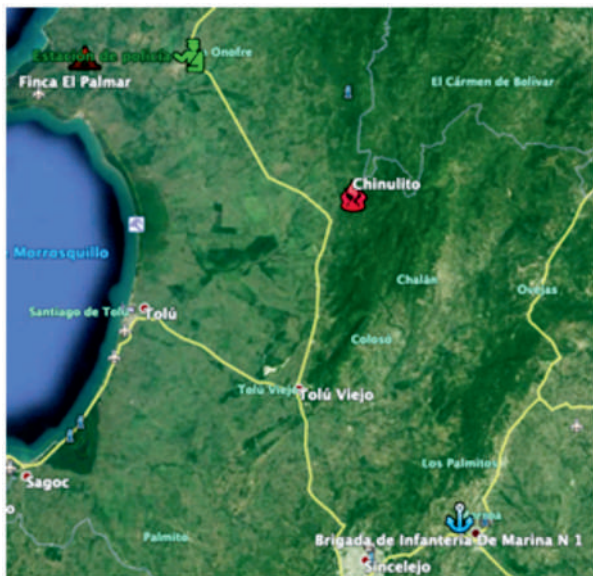 Estación de policía
Onofre
Finca El Palmar
El Cármen de Bolívar
Chinulito
Morrosquillo
Chalán
Ovejas
Santiago de Tolú
Tolú
Coloso
Tolú Viejo
Tolú Viejo
Los Palmitos
Sagoc
Palmito
Brigada de Infantería De Marina N 1
Sincelejo